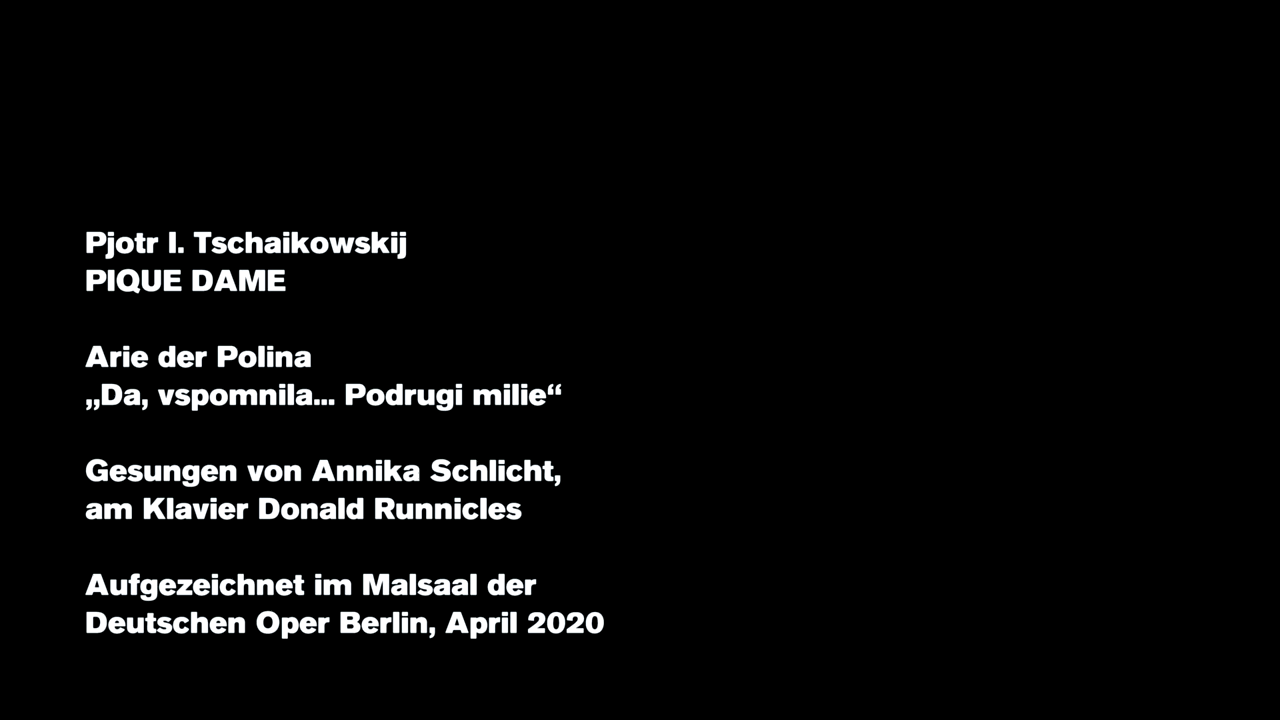 Pjotr I. Tschaikowskij
PIQUE DAME
Arie der Polina
„Da, vspomnila... Podrugi milie“
Gesungen von Annika Schlicht,
am Klavier Donald Runnicles
Aufgezeichnet im Malsaal der
Deutschen Oper Berlin, April 2020